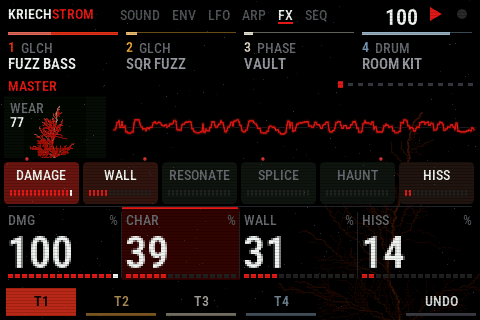 KRIECHSTROM SOUND ENV LFO ARP FX SEQ 100
1 GLCH 2 GLCH 3 PHASE 4 DRUM
FUZZ BASS SQR FUZZ VAULT ROOM KIT
MASTER
WEAR
77
DAMAGE WALL RESONATE SPLICE HAUNT HISS
DMG % CHAR % WALL % HISS %
100 39 31 14
T1 T2 T3 T4 UNDO